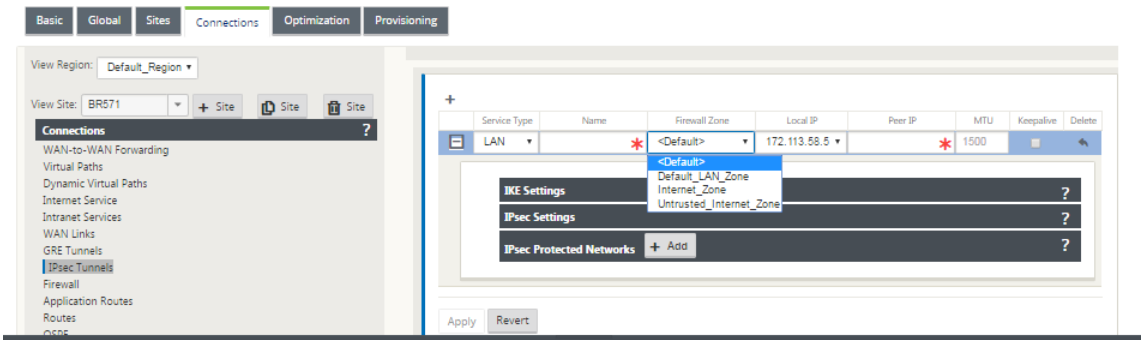 Basic Global Sites Connections Optimization Provisioning
View Region: Default_Region
View Site: BR571 + Site Site Site
Connections ?
WAN-to-WAN Forwarding
Virtual Paths
Dynamic Virtual Paths
Internet Service
Intranet Services
WAN Links
GRE Tunnels
IPsec Tunnels
Firewall
Application Routes
Routes
OSPF
+
Service Type Name Firewall Zone Local IP Peer IP MTU Keepalive Delete
LAN * <Default> 172.113.58.5 * 1500
<Default>
Default_LAN_Zone
Internet_Zone
Untrusted_Internet_Zone
IKE Settings ?
IPsec Settings ?
IPsec Protected Networks + Add ?
Apply Revert